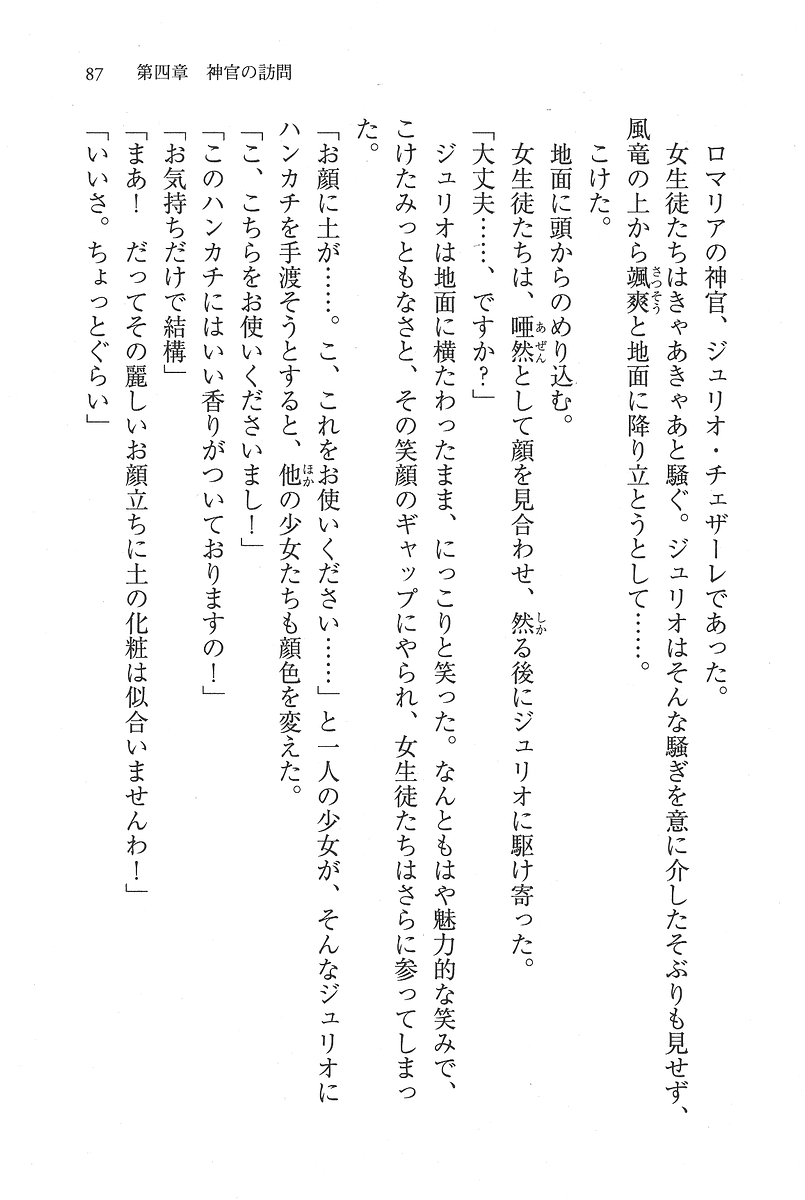 87　第四章　神官の訪問
ロマリアの神官、ジュリオ・チェザーレであった。
女生徒たちはきゃあきゃあと騒ぐ。ジュリオはそんな騒ぎを意に介したそぶりも見せず、
風竜の上から颯爽と地面に降り立とうとして……。
こけた。
地面に頭からのめり込む。
女生徒たちは、唖然として顔を見合わせ、然る後にジュリオに駆け寄った。
「大丈夫……、ですか？」
ジュリオは地面に横たわったまま、にっこりと笑った。なんともはや魅力的な笑みで、
こけたみっともなさと、その笑顔のギャップにやられ、女生徒たちはさらに参ってしまっ
た。
「お顔に土が……。こ、これをお使いください……」と一人の少女が、そんなジュリオに
ハンカチを手渡そうとすると、他の少女たちも顔色を変えた。
「こ、こちらをお使いくださいまし！」
「このハンカチにはいい香りがついておりますの！」
「お気持ちだけで結構」
「まあ！　だってその麗しいお顔立ちに土の化粧は似合いませんわ！」
「いいさ。ちょっとぐらい」